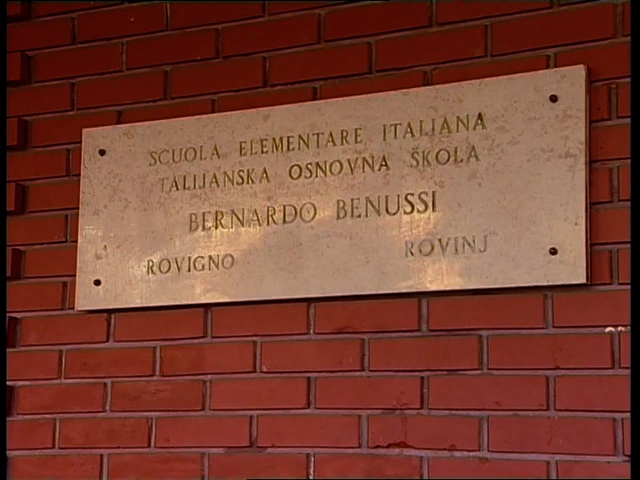 SCUOLA ELEMENTARE ITALIANA
TALIJANSKA OSNOVNA ŠKOLA
BERNARDO BENUSSI
ROVIGNO ROVINJ